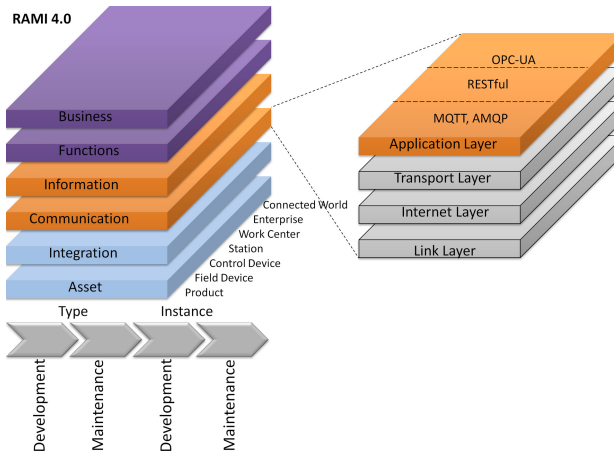 RAMI 4.0
Business
Functions
Information
Communication
Integration
Asset
Connected World
Enterprise
Work Center
Station
Control Device
Field Device
Product
Type
Instance
Development
Maintenance
Development
Maintenance
OPC-UA
RESTful
MQTT, AMQP
Application Layer
Transport Layer
Internet Layer
Link Layer